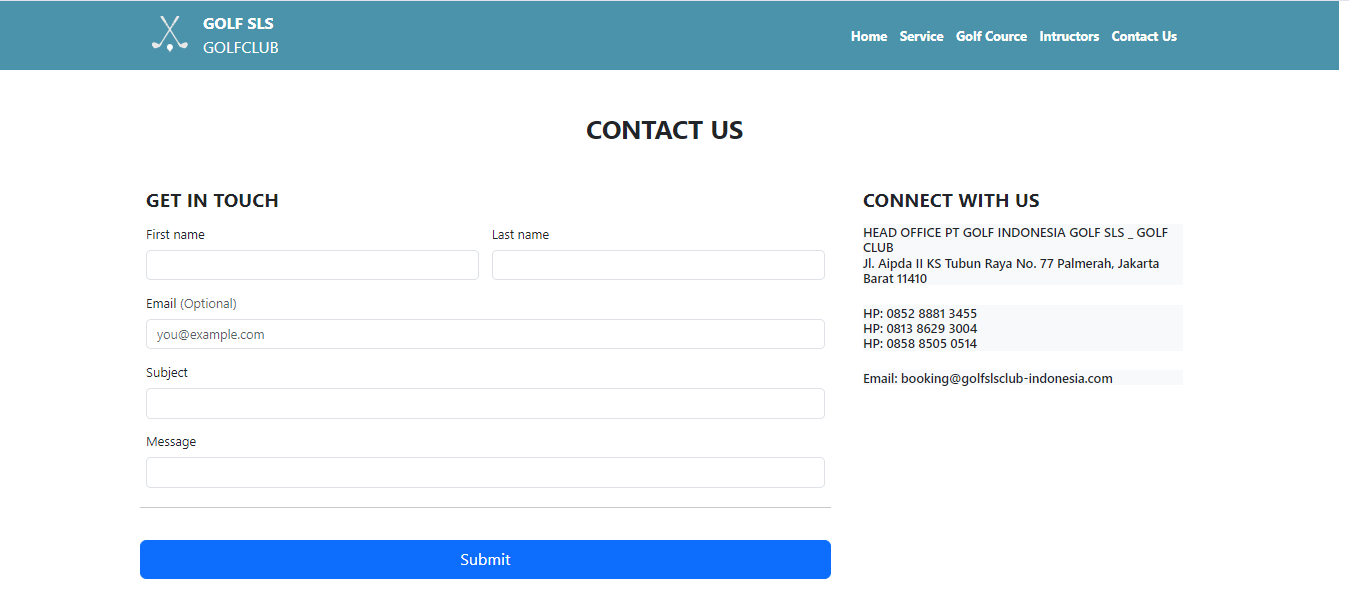 GOLF SLS
GOLFCLUB
Home Service Golf Cource Intructors Contact Us
CONTACT US
GET IN TOUCH
First name Last name
Email (Optional)
you@example.com
Subject
Message
Submit
CONNECT WITH US
HEAD OFFICE PT GOLF INDONESIA GOLF SLS _ GOLF
CLUB
Jl. Aipda II KS Tubun Raya No. 77 Palmerah, Jakarta
Barat 11410
HP: 0852 8881 3455
HP: 0813 8629 3004
HP: 0858 8505 0514
Email: booking@golfslsclub-indonesia.com